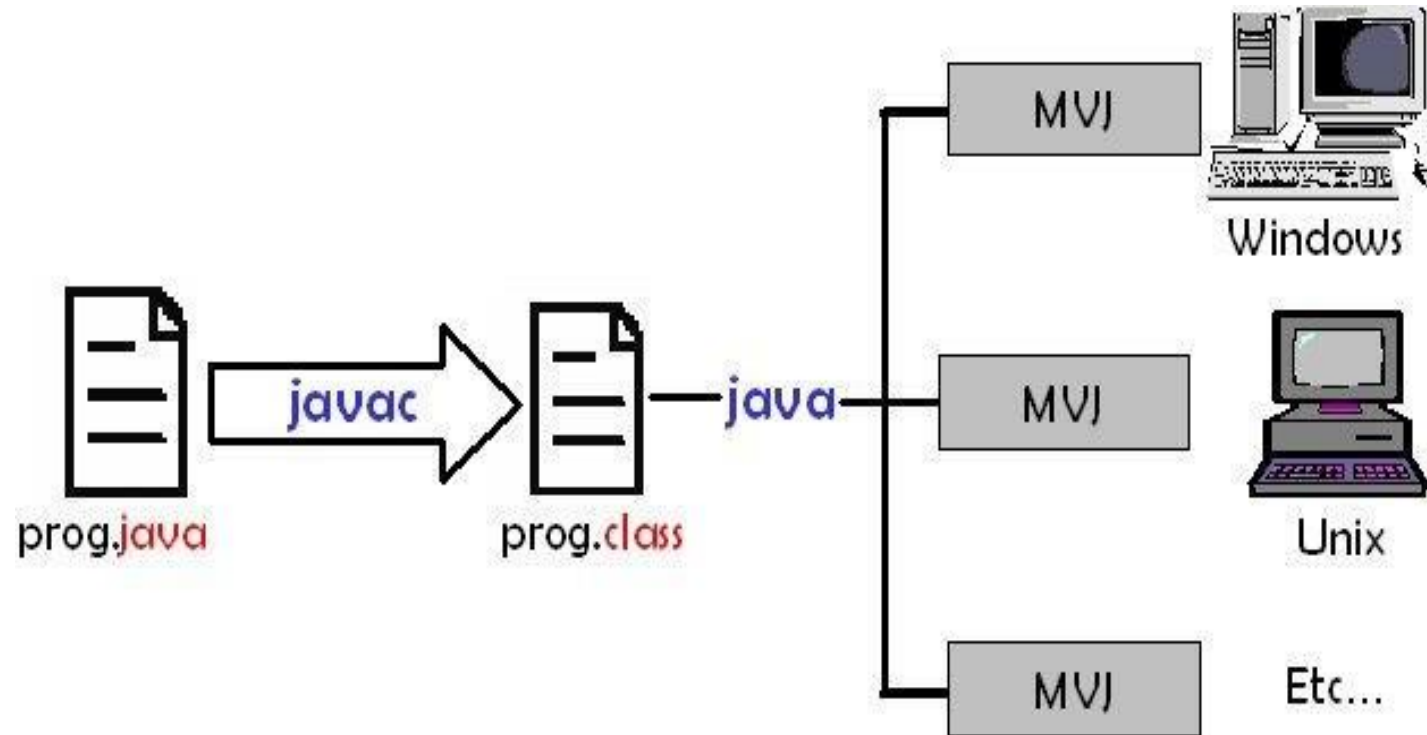 MVJ
Windows
prog.java
javac
prog.class
java
MVJ
Unix
MVJ
Etc...